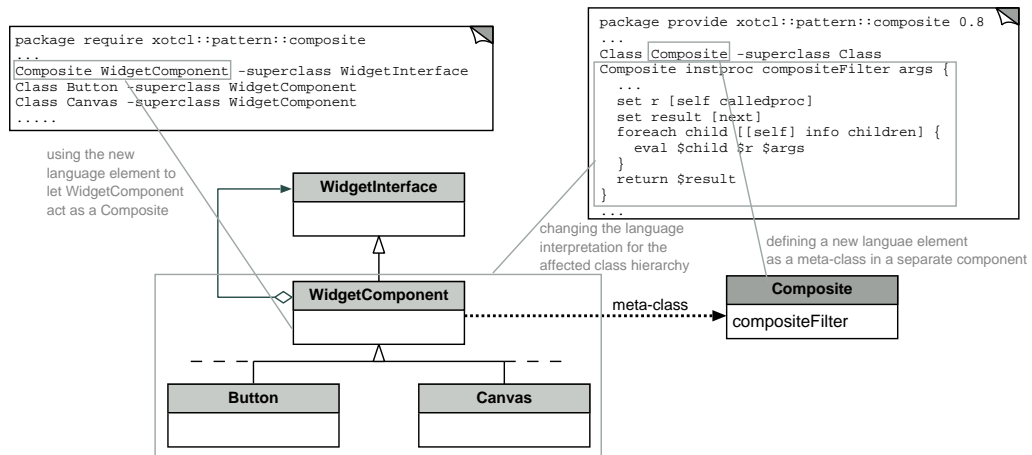 package require xotcl::pattern::composite
...
Composite WidgetComponent -superclass WidgetInterface
Class Button -superclass WidgetComponent
Class Canvas -superclass WidgetComponent
.....
package provide xotcl::pattern::composite 0.8
...
Class Composite -superclass Class
Composite instproc compositeFilter args {
...
set r [self calledproc]
set result [next]
foreach child [[self] info children] {
eval $child $r $args
}
return $result
}
...
using the new
language element to
let WidgetComponent
act as a Composite
WidgetInterface
changing the language
interpretation for the
affected class hierarchy
defining a new languae element
as a meta-class in a separate component
WidgetComponent
meta-class
Composite
compositeFilter
Button
Canvas